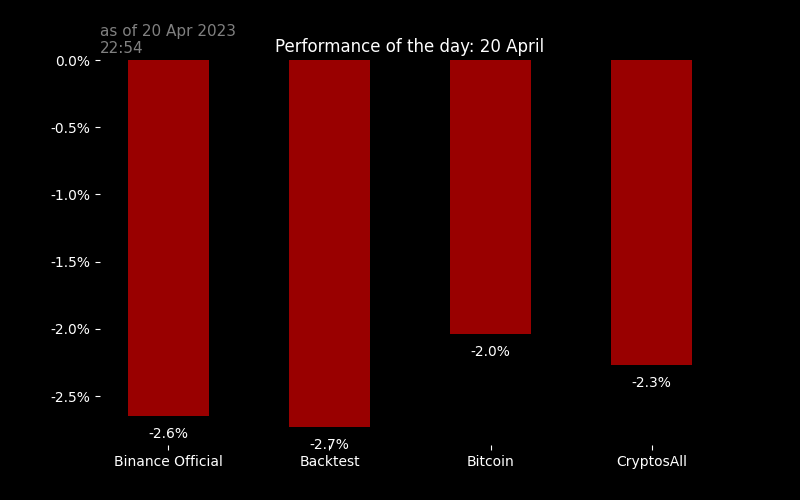 as of 20 Apr 2023
22:54
Performance of the day: 20 April
0.0%
-0.5%
-1.0%
-1.5%
-2.0%
-2.5%
-2.6%
-2.7%
-2.0%
-2.3%
Binance Official
Backtest
Bitcoin
CryptosAll